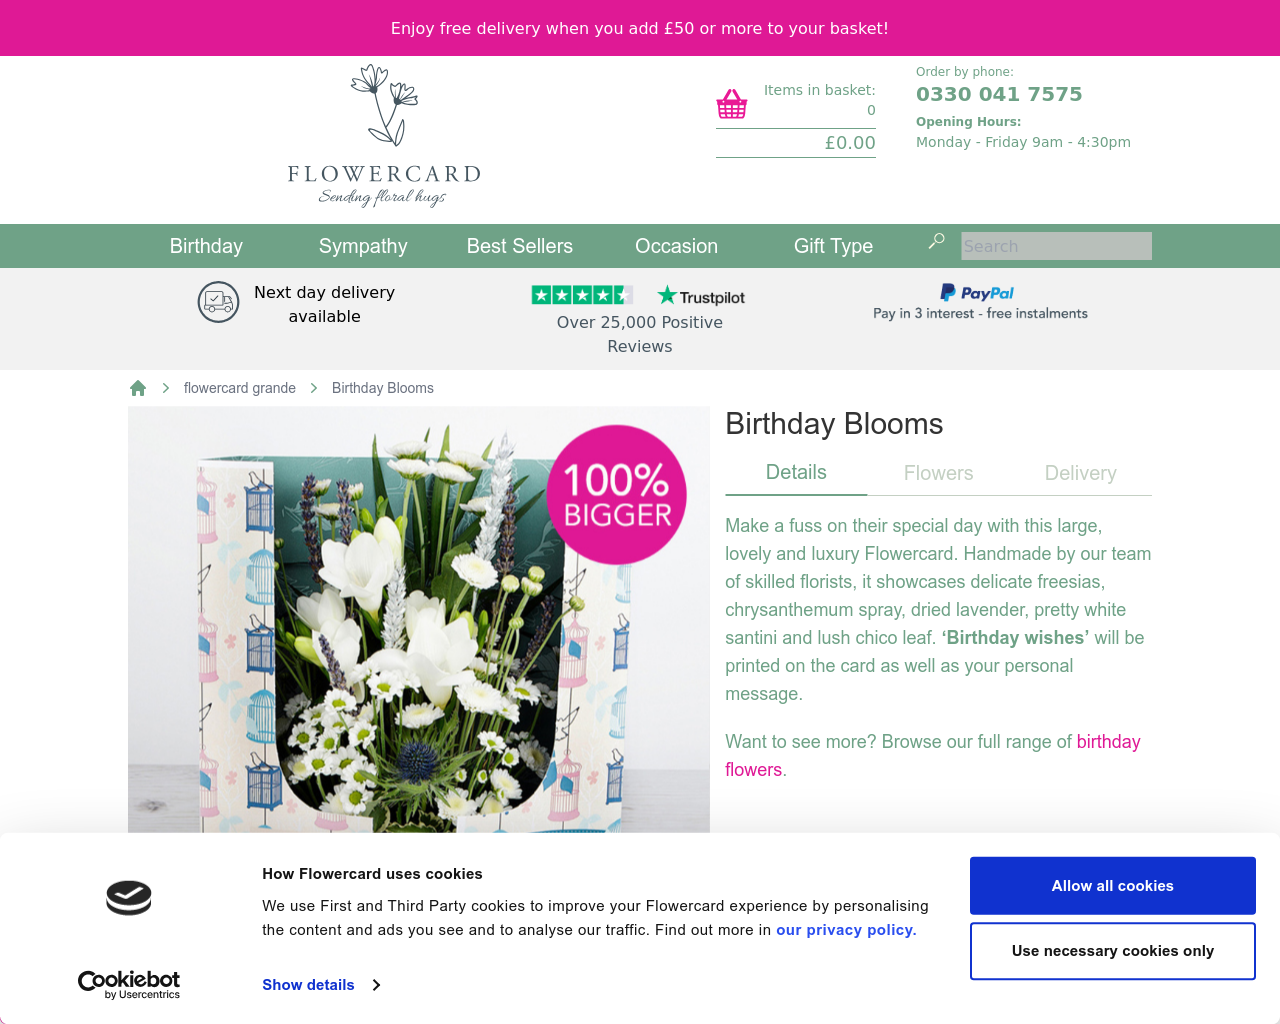 Enjoy free delivery when you add £50 or more to your basket!
FLOWERCARD
Sending floral hugs
Items in basket:
0
£0.00
Order by phone:
0330 041 7575
Opening Hours:
Monday - Friday 9am - 4:30pm
Birthday
Sympathy
Best Sellers
Occasion
Gift Type
Search
Next day delivery
available
Trustpilot
Over 25,000 Positive
Reviews
PayPal
Pay in 3 interest - free instalments
flowercard grande
Birthday Blooms
100%
BIGGER
Birthday Blooms
Details
Flowers
Delivery
Make a fuss on their special day with this large,
lovely and luxury Flowercard. Handmade by our team
of skilled florists, it showcases delicate freesias,
chrysanthemum spray, dried lavender, pretty white
santini and lush chico leaf. ‘Birthday wishes’ will be
printed on the card as well as your personal
message.
Want to see more? Browse our full range of birthday
flowers.
Cookiebot
by Usercentrics
How Flowercard uses cookies
We use First and Third Party cookies to improve your Flowercard experience by personalising
the content and ads you see and to analyse our traffic. Find out more in our privacy policy.
Show details
Allow all cookies
Use necessary cookies only